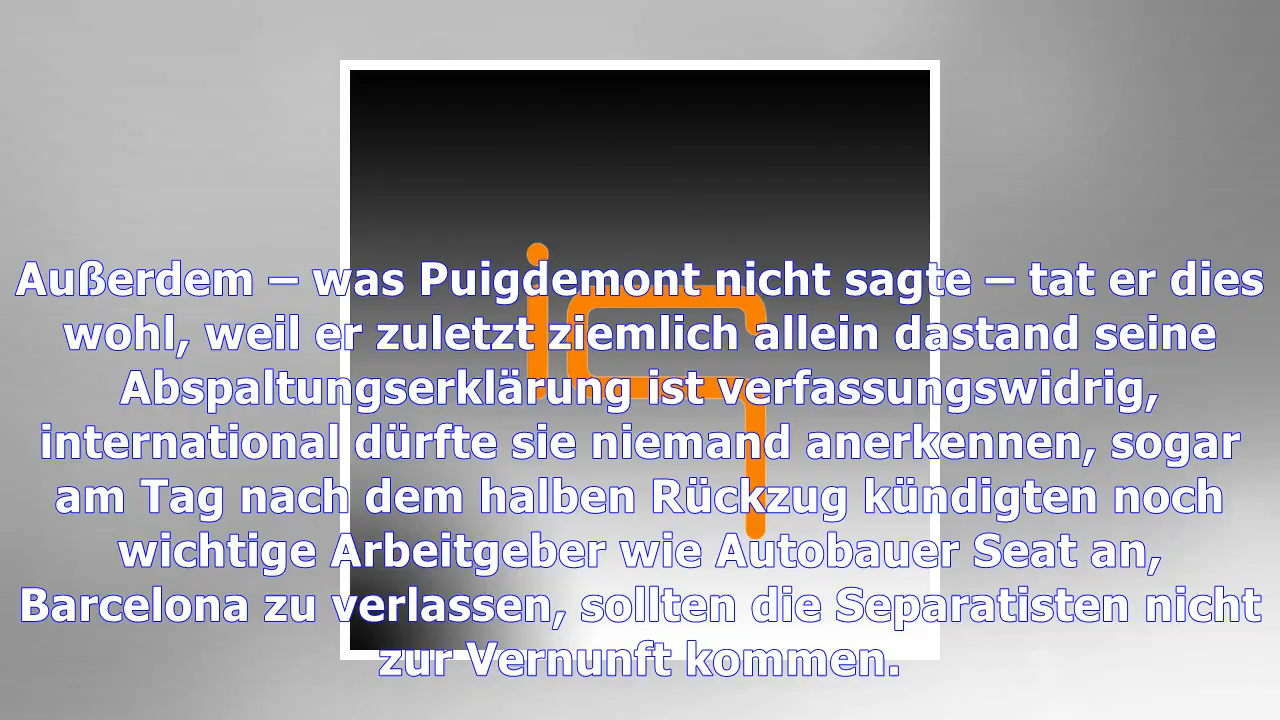 Außerdem – was Puigdemont nicht sagte – tat er dies
wohl, weil er zuletzt ziemlich allein dastand seine
Abspaltungserklärung ist verfassungswidrig,
international dürfte sie niemand anerkennen, sogar
am Tag nach dem halben Rückzug kündigten noch
wichtige Arbeitgeber wie Autobauer Seat an,
Barcelona zu verlassen, sollten die Separatisten nicht
zur Vernunft kommen.